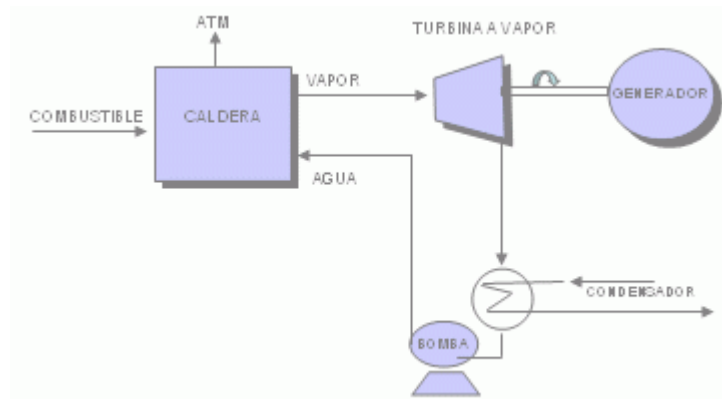 ATM
TURBINA A VAPOR
VAPOR
COMBUSTIBLE
CALDERA
GENERADOR
AGUA
CONDENSADOR
BOMBA